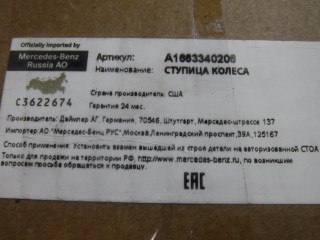 Officially imported by
Mercedes-Benz
Russia AO
Артикул: A1663340206
Наименование: СТУПИЦА КОЛЕСА
C3622674
Страна производитель: США
Гарантия 24 мес.
Производитель: Даймлер АГ, Германия, 70546, Штутгарт, Мерседес-штрассе 137
Импортер:АО "Мерседес-Бенц РУС",Москва,Ленинградский проспект,39А,125167
Способ применения: Установить взамен вышедшей из строя детали на авторизованной СТОА
Только для продажи на территории РФ, http://www.mercedes-benz.ru, по возникшим
вопросам просьба обращаться к продавцу.
EAC